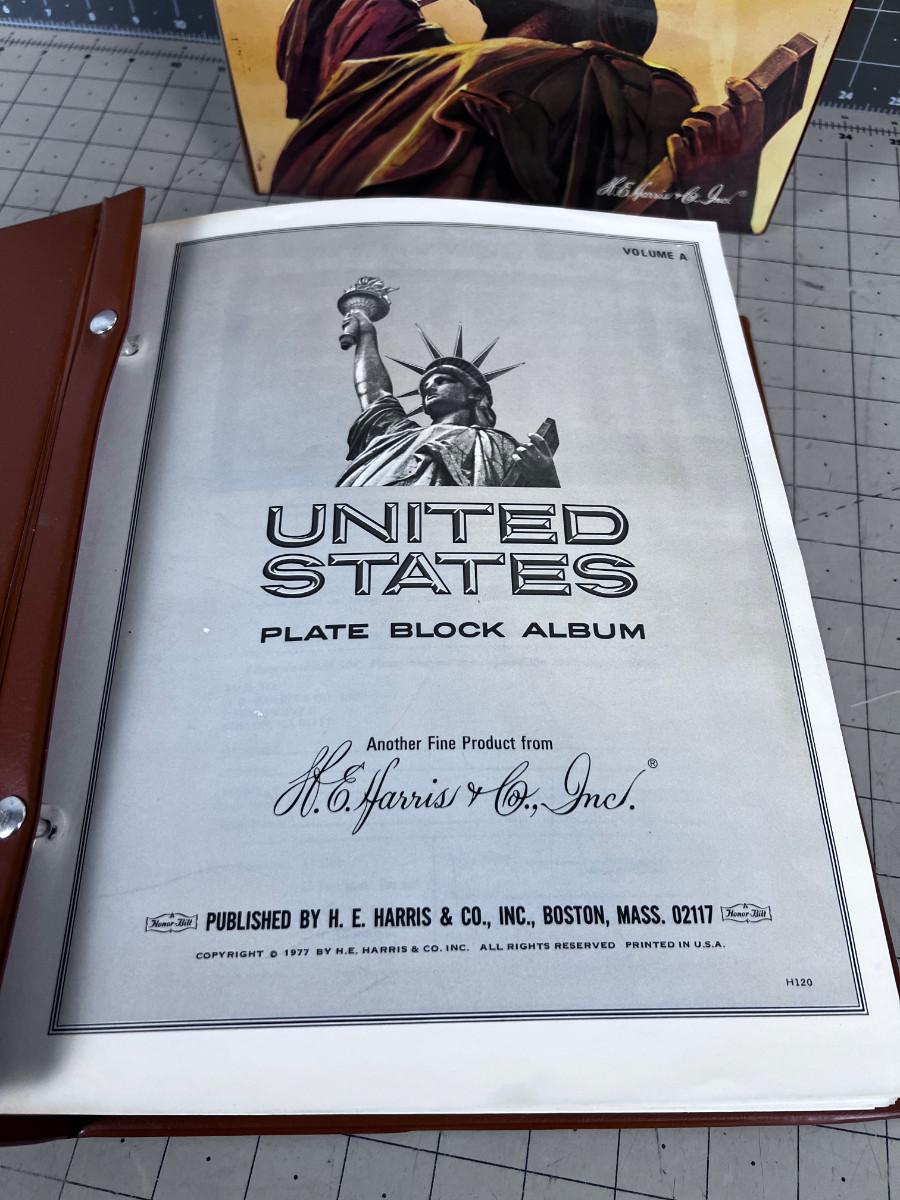 H. E. Harris & Co., Inc. ®
VOLUME A
UNITED
STATES
PLATE BLOCK ALBUM
Another Fine Product from
H. E. Harris & Co., Inc. ®
Honor-Bilt PUBLISHED BY H. E. HARRIS & CO., INC., BOSTON, MASS. 02117 Honor-Bilt
COPYRIGHT © 1977 BY H.E. HARRIS & CO. INC. ALL RIGHTS RESERVED PRINTED IN U.S.A.
H120